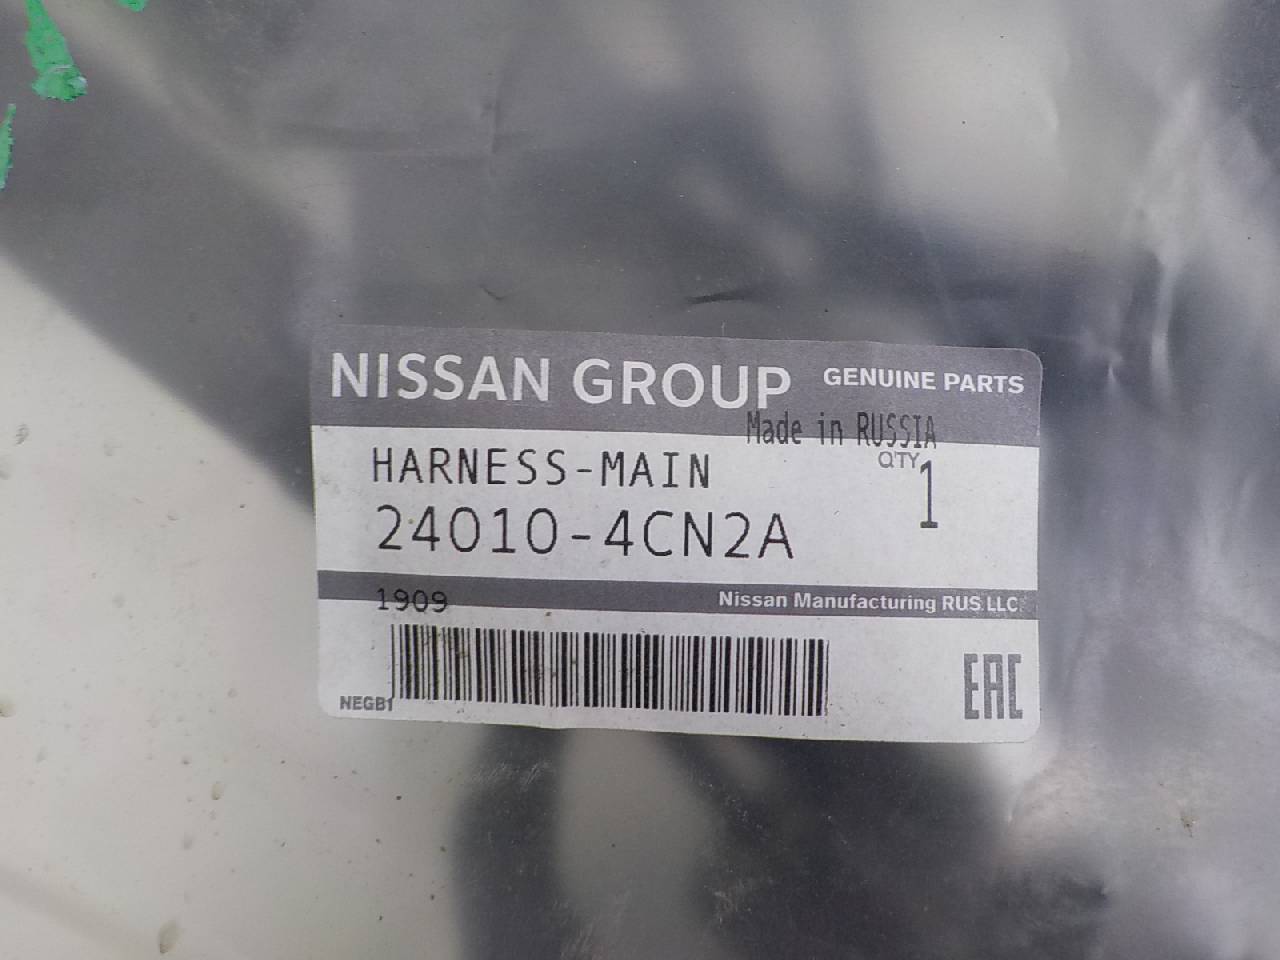 NISSAN GROUP GENUINE PARTS
Made in RUSSIA
HARNESS-MAIN Q'TY 1
24010-4CN2A
1909 Nissan Manufacturing RUS LLC.
NEGB1 EAC